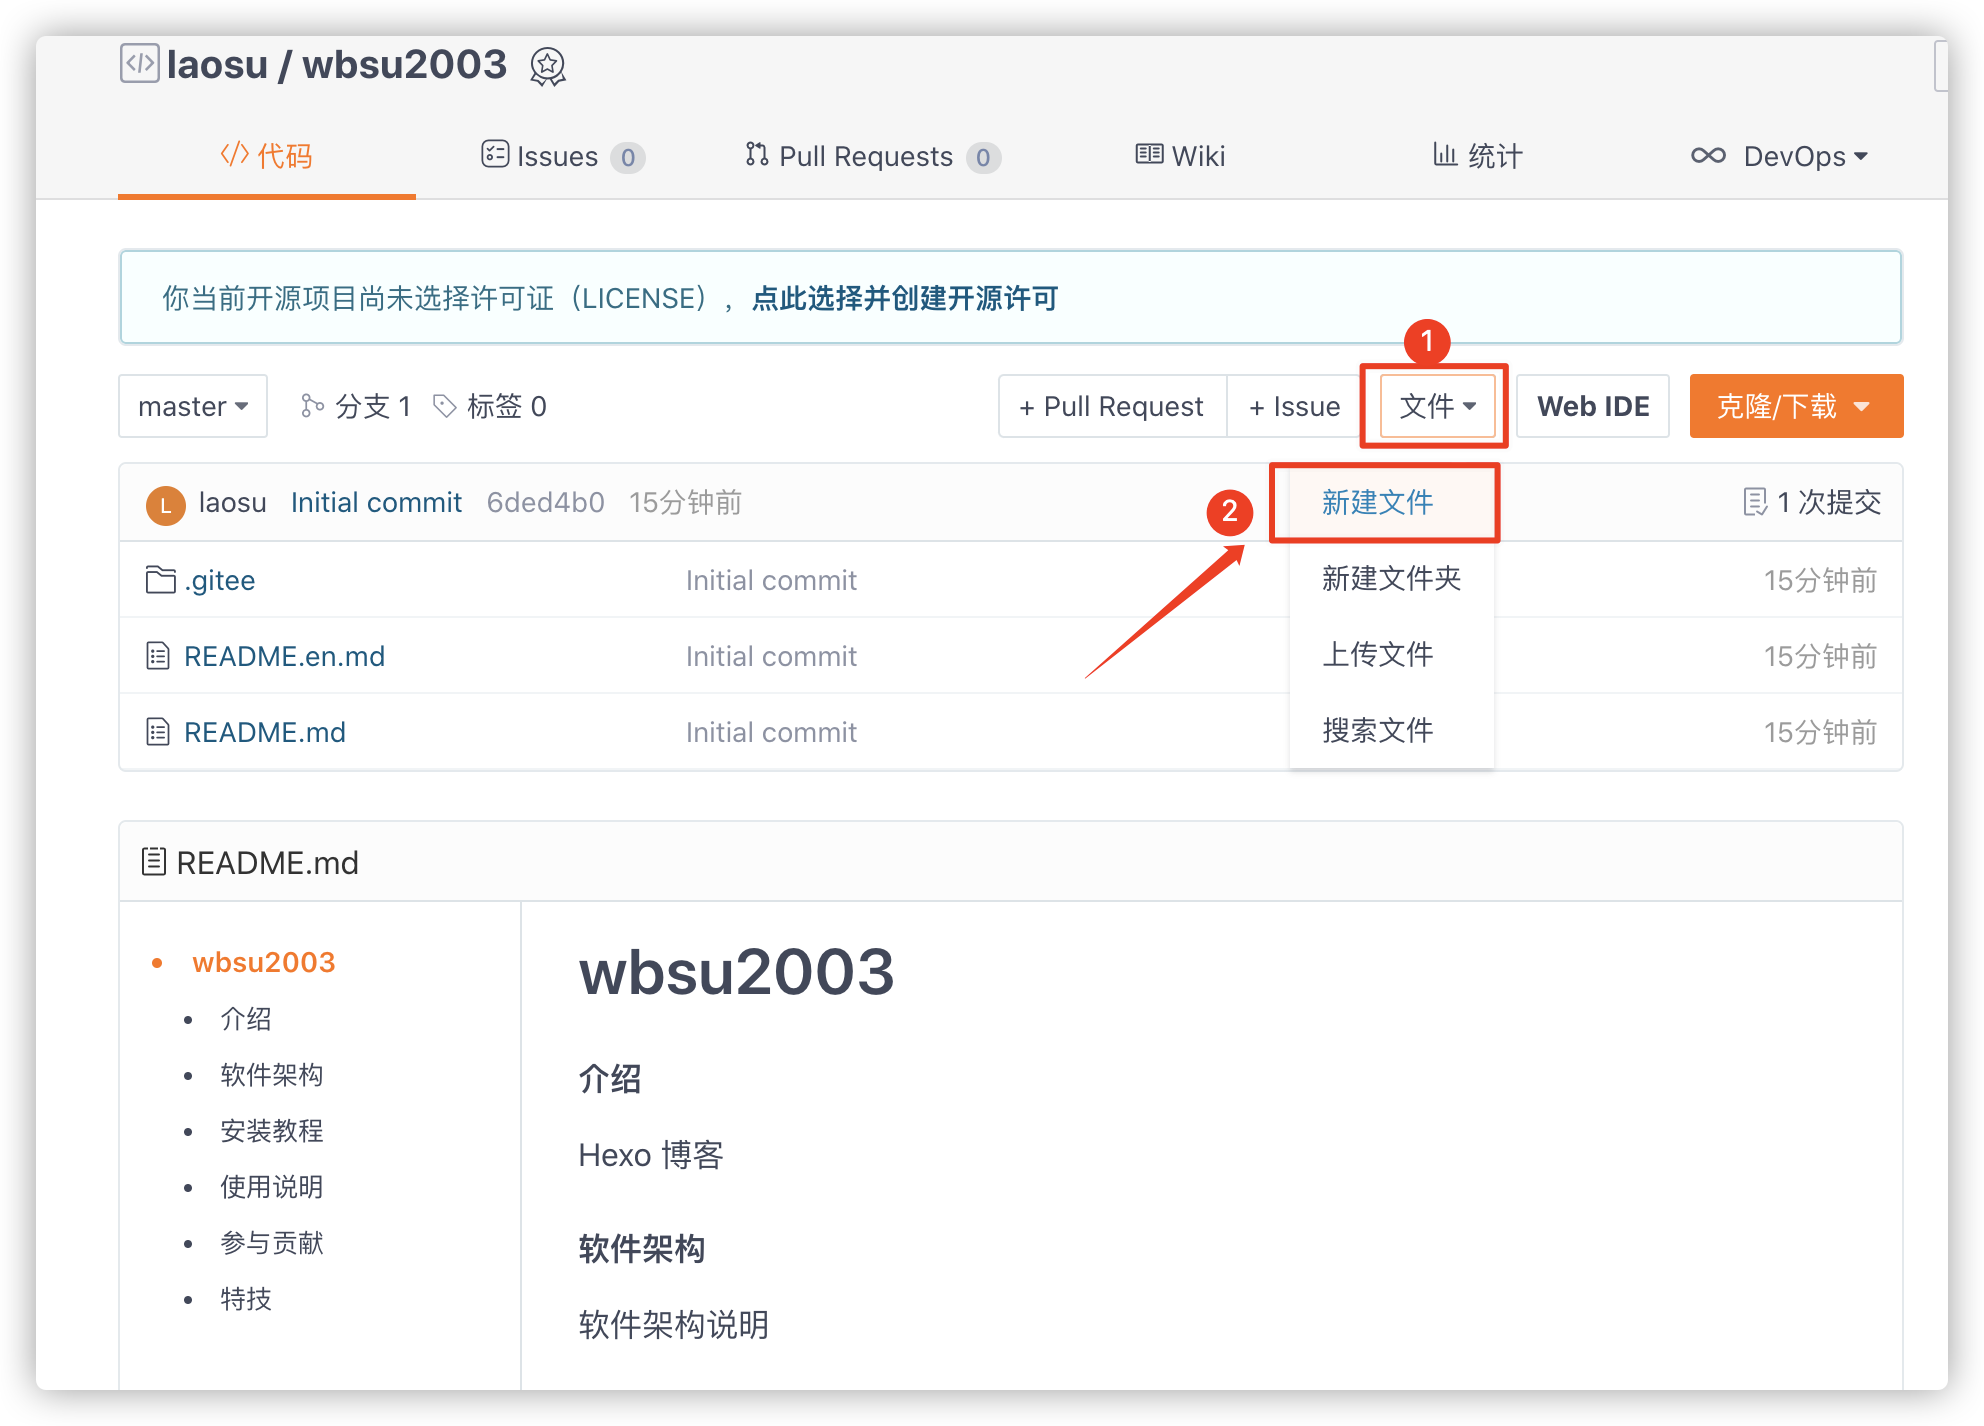 laosu / wbsu2003
代码 Issues 0 Pull Requests 0 Wiki 统计 DevOps
你当前开源项目尚未选择许可证（LICENSE），点此选择并创建开源许可
1
master 分支 1 标签 0 + Pull Request + Issue 文件 Web IDE 克隆/下载
L laosu Initial commit 6ded4b0 15分钟前 2 新建文件 1 次提交
.gitee Initial commit 新建文件夹 15分钟前
README.en.md Initial commit 上传文件 15分钟前
README.md Initial commit 搜索文件 15分钟前
README.md
wbsu2003
介绍
软件架构
安装教程
使用说明
参与贡献
特技
wbsu2003
介绍
Hexo 博客
软件架构
软件架构说明